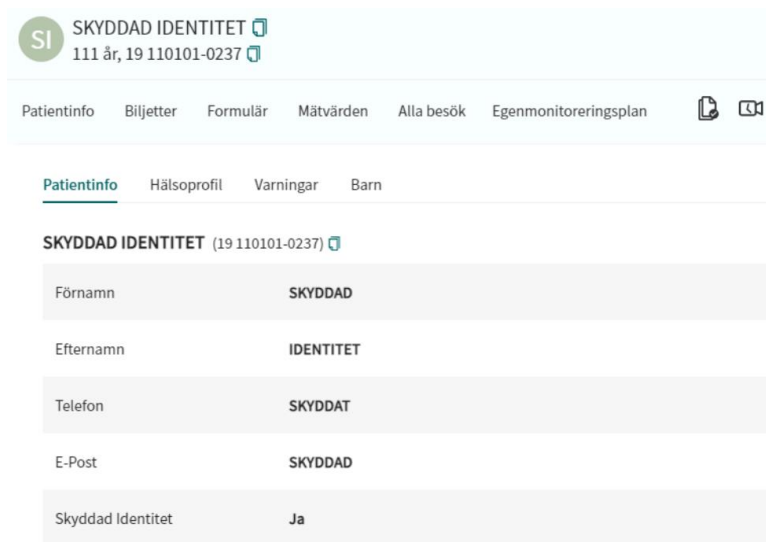 SI
SKYDDAD IDENTITET
111 år, 19 110101-0237
Patientinfo Biljetter Formulär Mätvärden Alla besök Egenmonitoreringsplan
Patientinfo Hälsoprofil Varningar Barn
SKYDDAD IDENTITET (19 110101-0237)
Förnamn SKYDDAD
Efternamn IDENTITET
Telefon SKYDDAT
E-Post SKYDDAD
Skyddad Identitet Ja